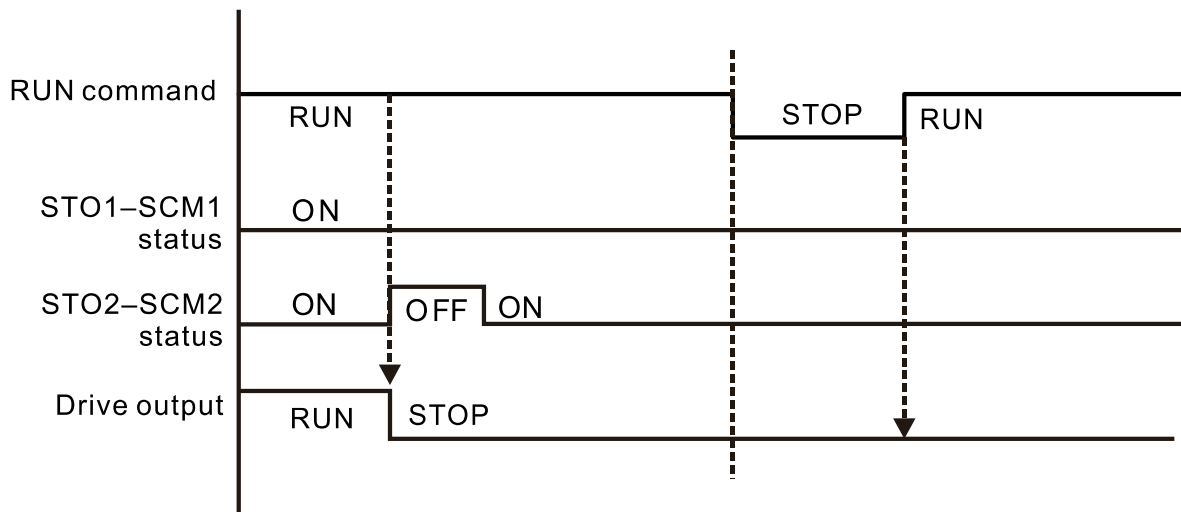 RUN command
RUN
STOP
RUN
STO1–SCM1
status
ON
STO2–SCM2
status
ON
OFF
ON
Drive output
RUN
STOP